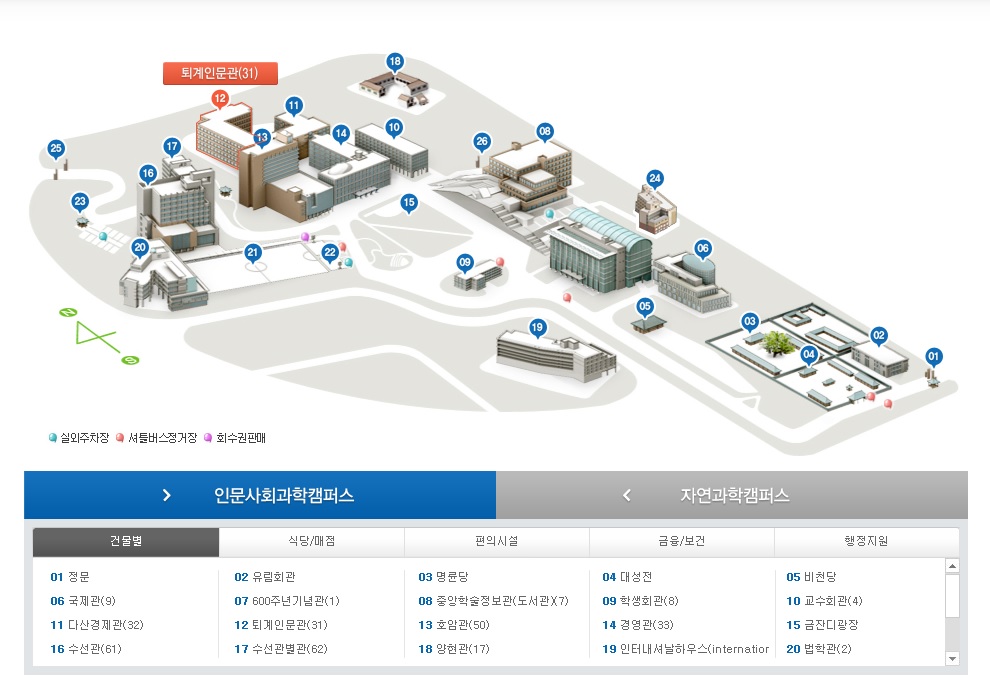 퇴계인문관(31)
18
12
11
13
14
10
17
16
25
23
20
21
22
15
26
08
24
09
06
05
19
03
04
02
01
N
S
실외주차장 셔틀버스정거장 회수권판매
인문사회과학캠퍼스 자연과학캠퍼스
건물별 식당/매점 편의시설 금융/보건 행정지원
01 정문 02 유림회관 03 명륜당 04 대성전 05 비천당
06 국제관(9) 07 600주년기념관(1) 08 중앙학술정보관(도서관)(7) 09 학생회관(8) 10 교수회관(4)
11 다산경제관(32) 12 퇴계인문관(31) 13 호암관(50) 14 경영관(33) 15 금잔디광장
16 수선관(61) 17 수선관별관(62) 18 양현관(17) 19 인터내셔날하우스(internation 20 법학관(2)